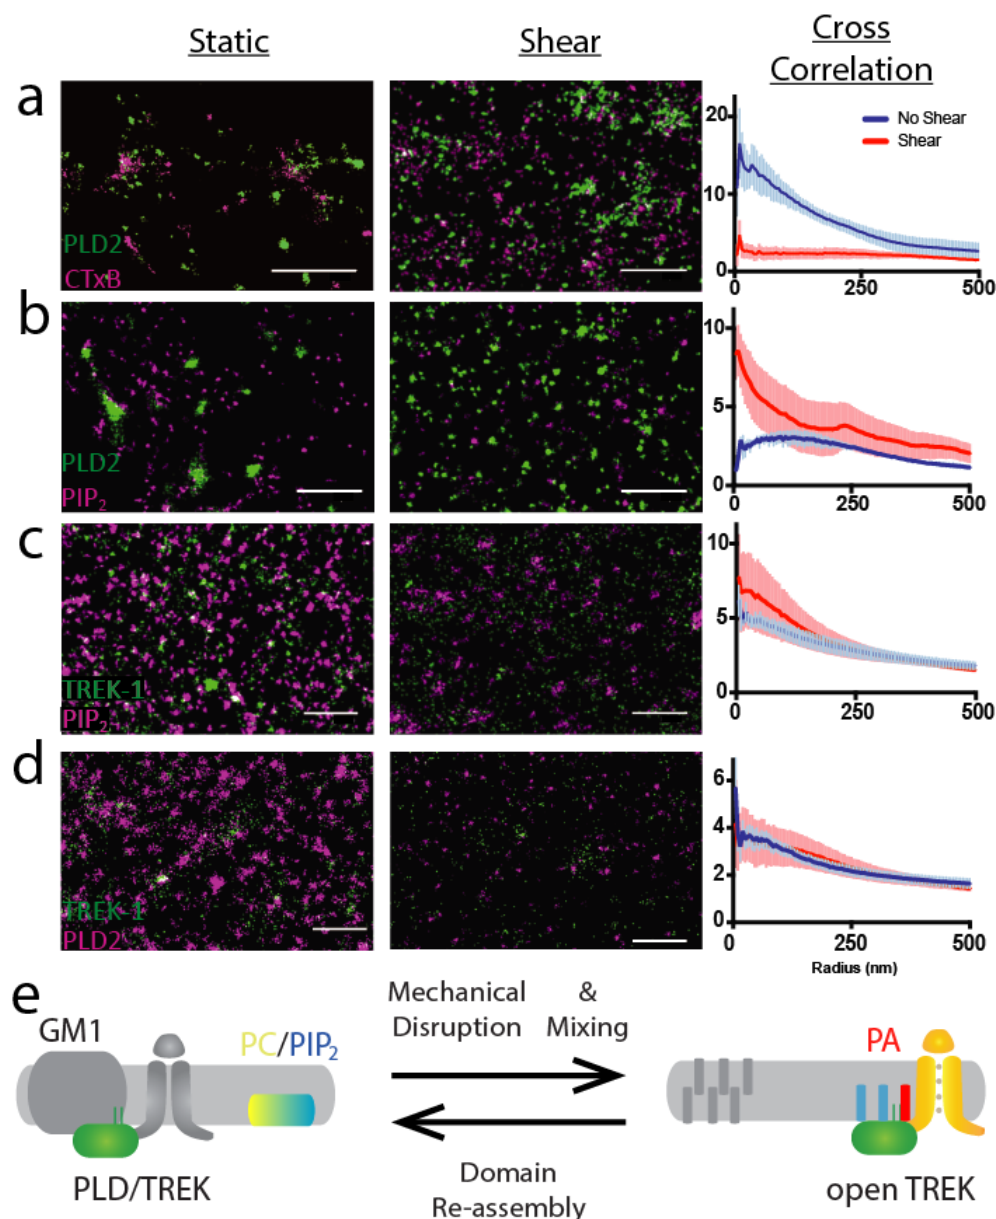 Static
Shear
Cross
Correlation
a
PLD2
CTxB
20
10
0
No Shear
Shear
0
250
500
b
PLD2
PIP₂
10
5
0
0
250
500
c
TREK-1
PIP₂
10
5
0
0
250
500
d
TREK-1
PLD2
6
4
2
0
0
250
500
Radius (nm)
e
GM1
PC/PIP₂
PLD/TREK
Mechanical &
Disruption Mixing
Domain
Re-assembly
PA
open TREK